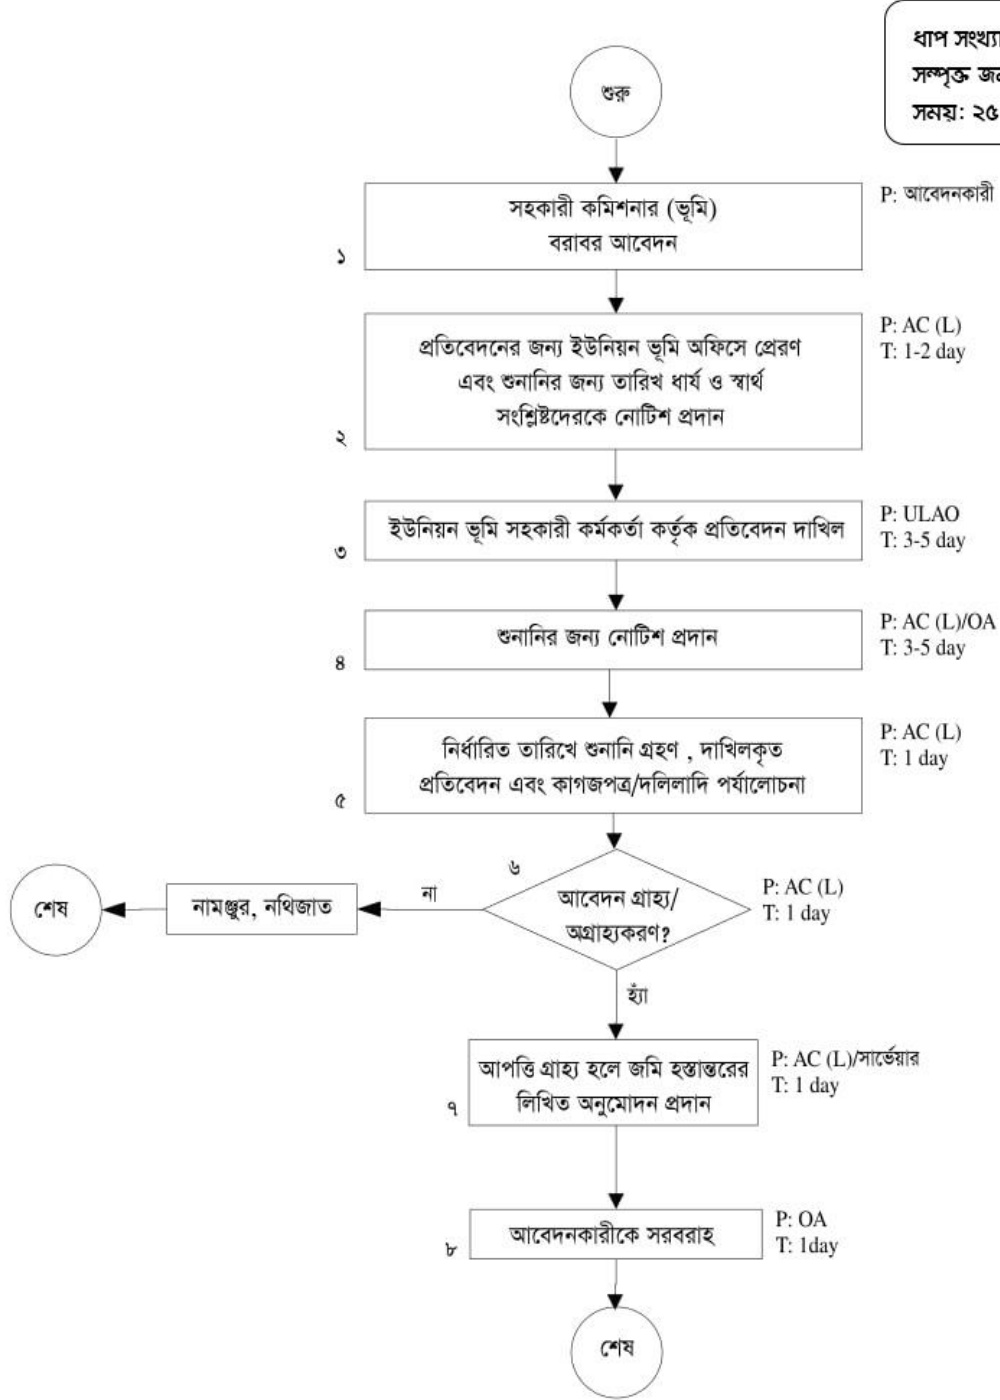 ধাপ সংখ্যা
সম্পৃক্ত
সময়: ২৫
শুরু
সহকারী কমিশনার (ভূমি)
বরাবর আবেদন
১
P: আবেদনকারী
প্রতিবেদনের জন্য ইউনিয়ন ভূমি অফিসে প্রেরণ
এবং শুনানির জন্য তারিখ ধার্য ও স্বার্থ
সংশ্লিষ্টদেরকে নোটিশ প্রদান
২
P: AC (L)
T: 1-2 day
ইউনিয়ন ভূমি সহকারী কর্মকর্তা কর্তৃক প্রতিবেদন দাখিল
৩
P: ULAO
T: 3-5 day
শুনানির জন্য নোটিশ প্রদান
৪
P: AC (L)/OA
T: 3-5 day
নির্ধারিত তারিখে শুনানি গ্রহণ , দাখিলকৃত
প্রতিবেদন এবং কাগজপত্র/দলিলাদি পর্যালোচনা
৫
P: AC (L)
T: 1 day
৬
আবেদন গ্রাহ্য/
অগ্রাহ্যকরণ?
P: AC (L)
T: 1 day
না
নামঞ্জুর, নথিজাত
শেষ
হ্যাঁ
আপত্তি গ্রাহ্য হলে জমি হস্তান্তরের
লিখিত অনুমোদন প্রদান
৭
P: AC (L)/সার্ভেয়ার
T: 1 day
আবেদনকারীকে সরবরাহ
৮
P: OA
T: 1day
শেষ